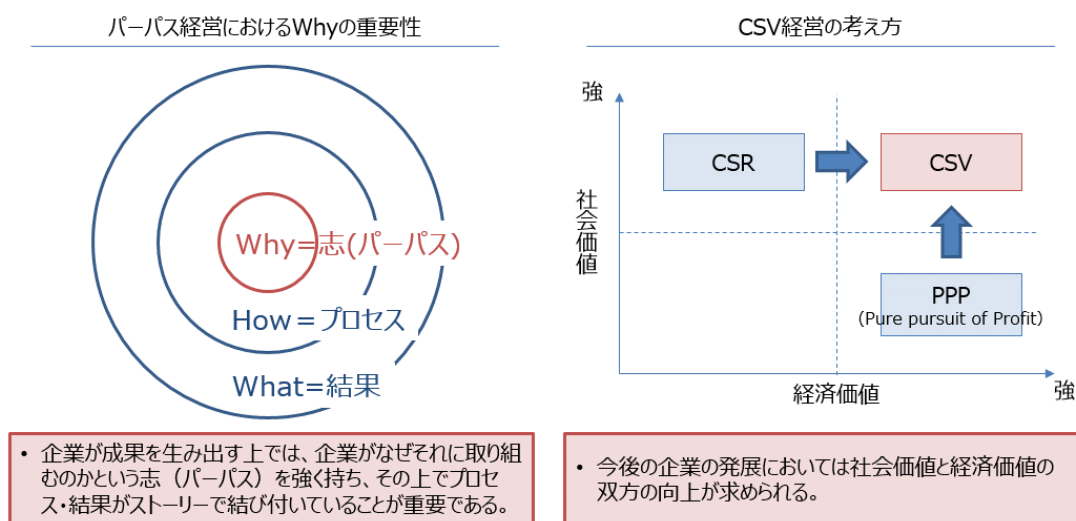 パーパス経営におけるWhyの重要性
Why=志(パーパス)
How＝プロセス
What=結果
• 企業が成果を生み出す上では、企業がなぜそれに取り組
むのかという志（パーパス）を強く持ち、その上でプロセ
ス・結果がストーリーで結び付いていることが重要である。
CSV経営の考え方
強
社会価値
CSR
CSV
PPP
（Pure pursuit of Profit）
経済価値
強
• 今後の企業の発展においては社会価値と経済価値の
双方の向上が求められる。